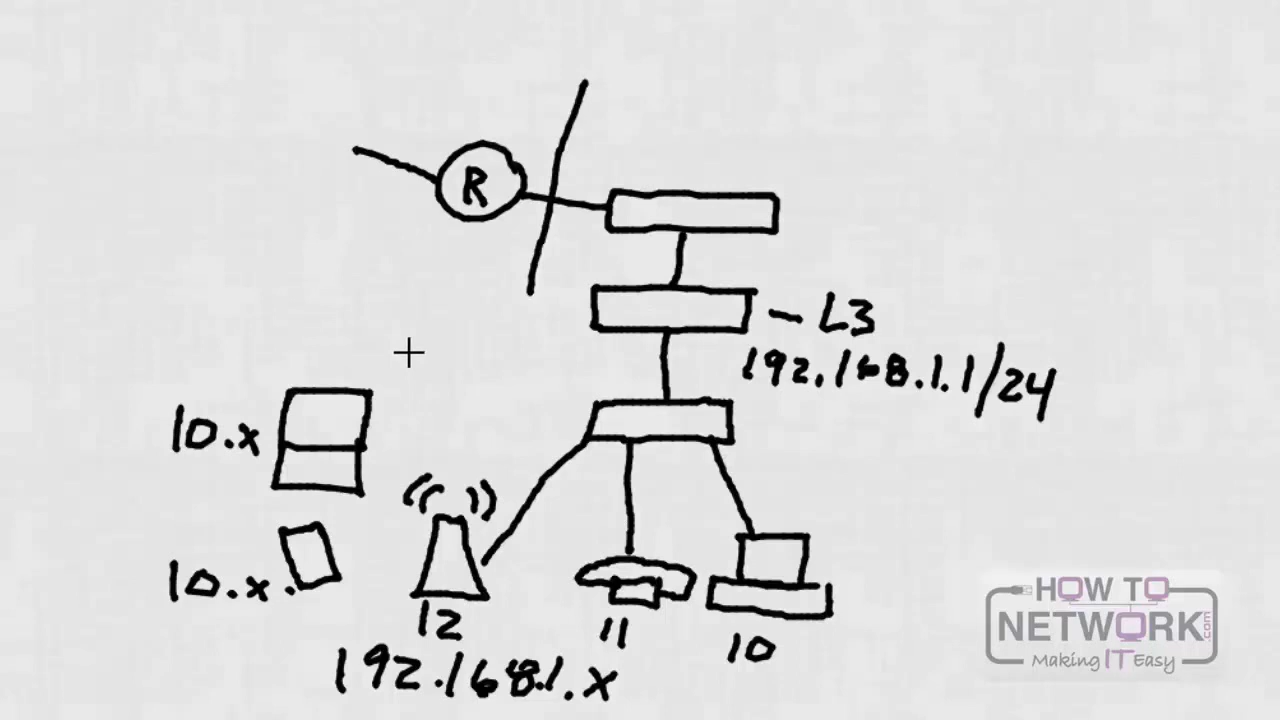 R
- L3
192.168.1.1/24
10.x
10.x.
12
11
10
192.168.1.x
HOW TO
NETWORK.com
Making IT Easy